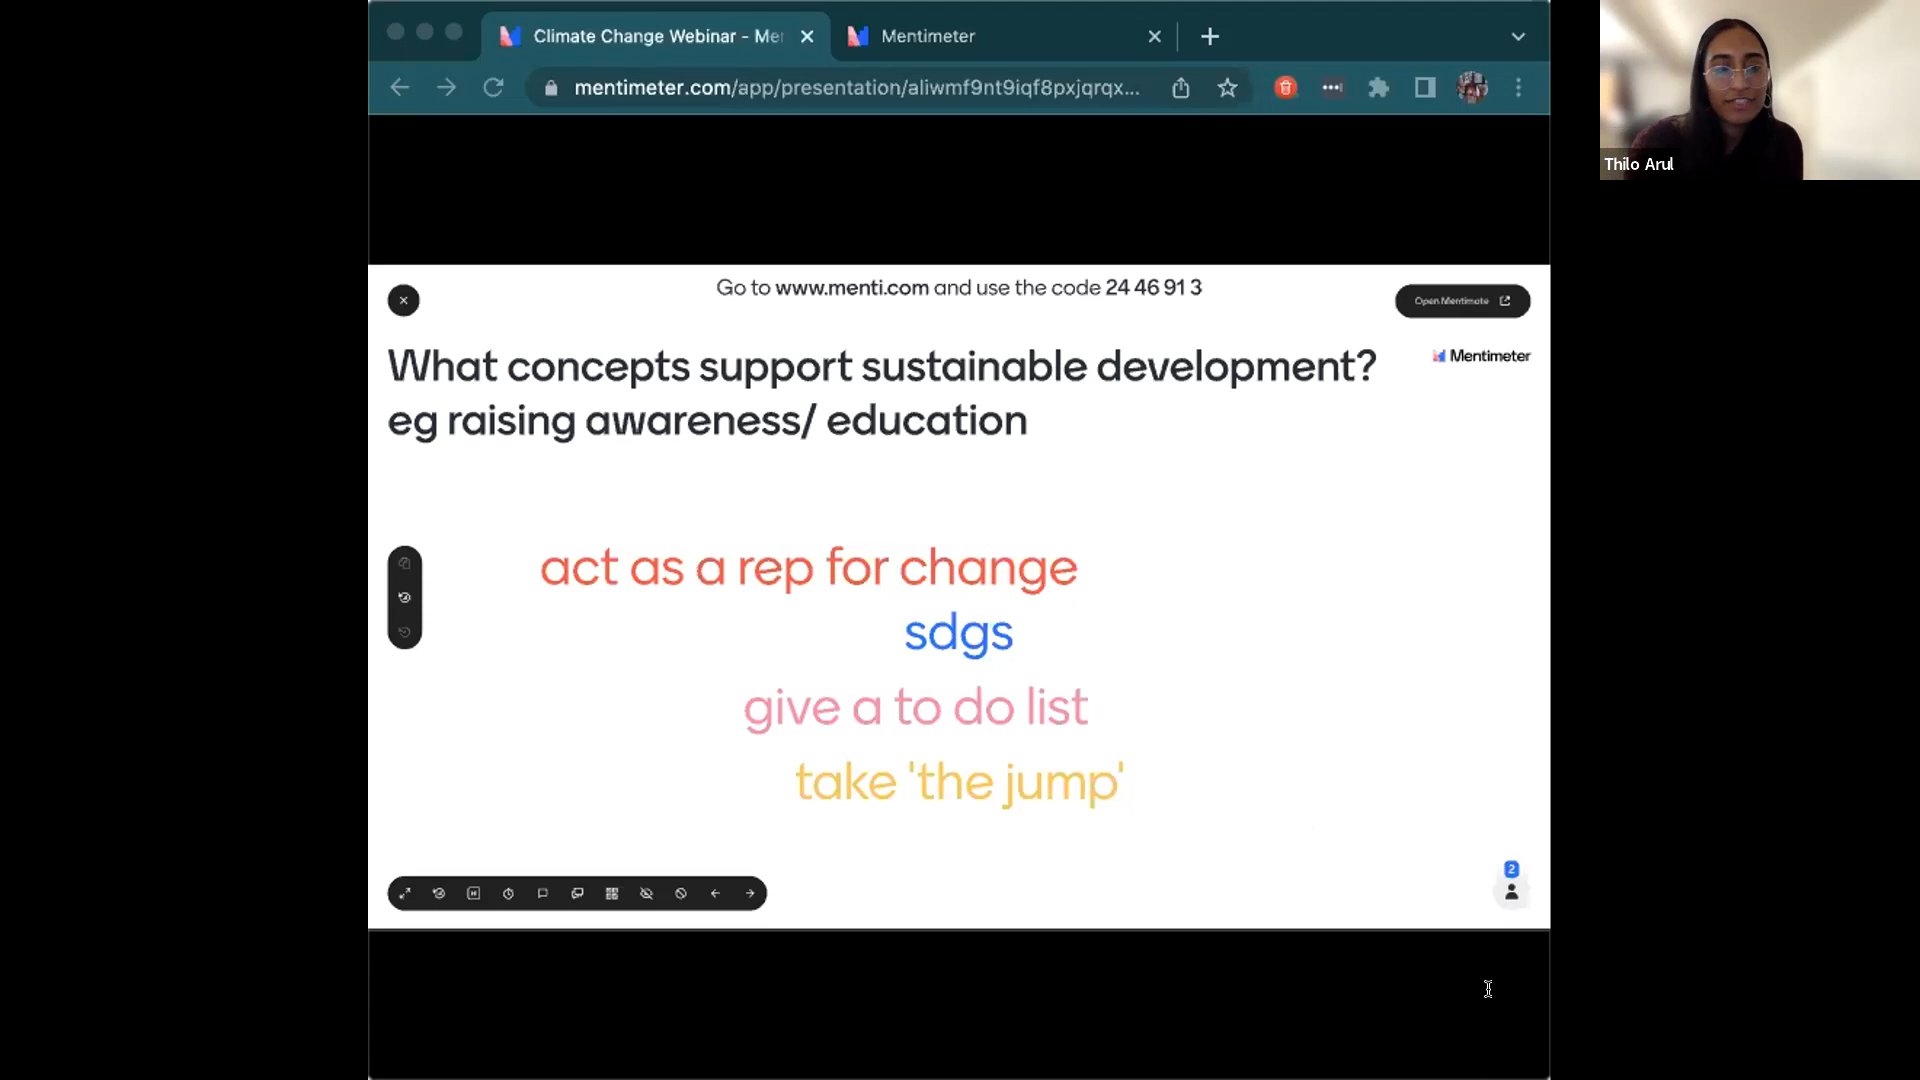 Climate Change Webinar - Me
Mentimeter
mentimeter.com/app/presentation/aliwmf9nt9iqf8pxjqrqx...
Thilo Arul
Go to www.menti.com and use the code 24 46 91 3
Open Mentimote
Mentimeter
What concepts support sustainable development?
eg raising awareness/ education
act as a rep for change
sdgs
give a to do list
take 'the jump'
2